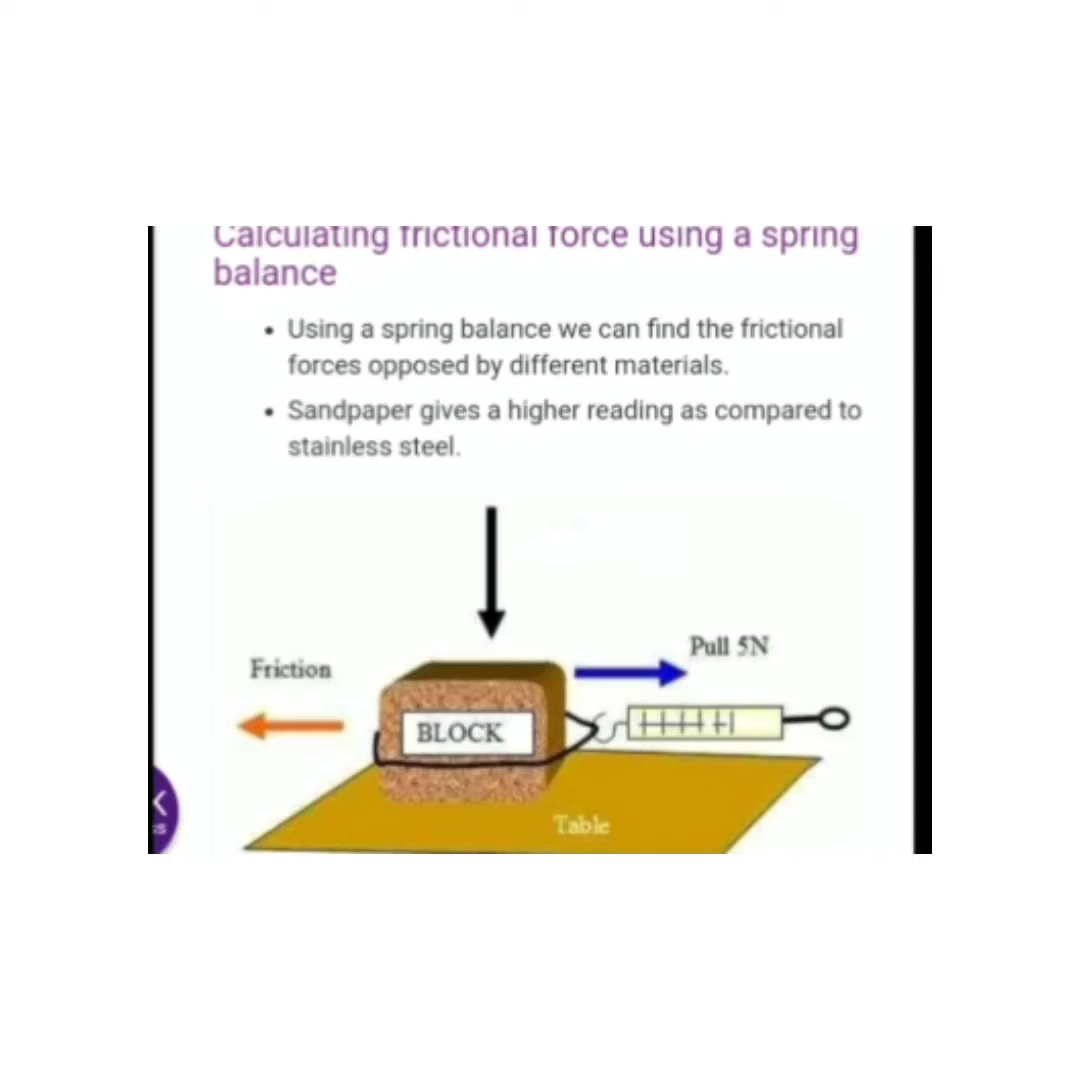 Calculating frictional force using a spring
balance
• Using a spring balance we can find the frictional
forces opposed by different materials.
• Sandpaper gives a higher reading as compared to
stainless steel.
Pull 5N
Friction
BLOCK
Table